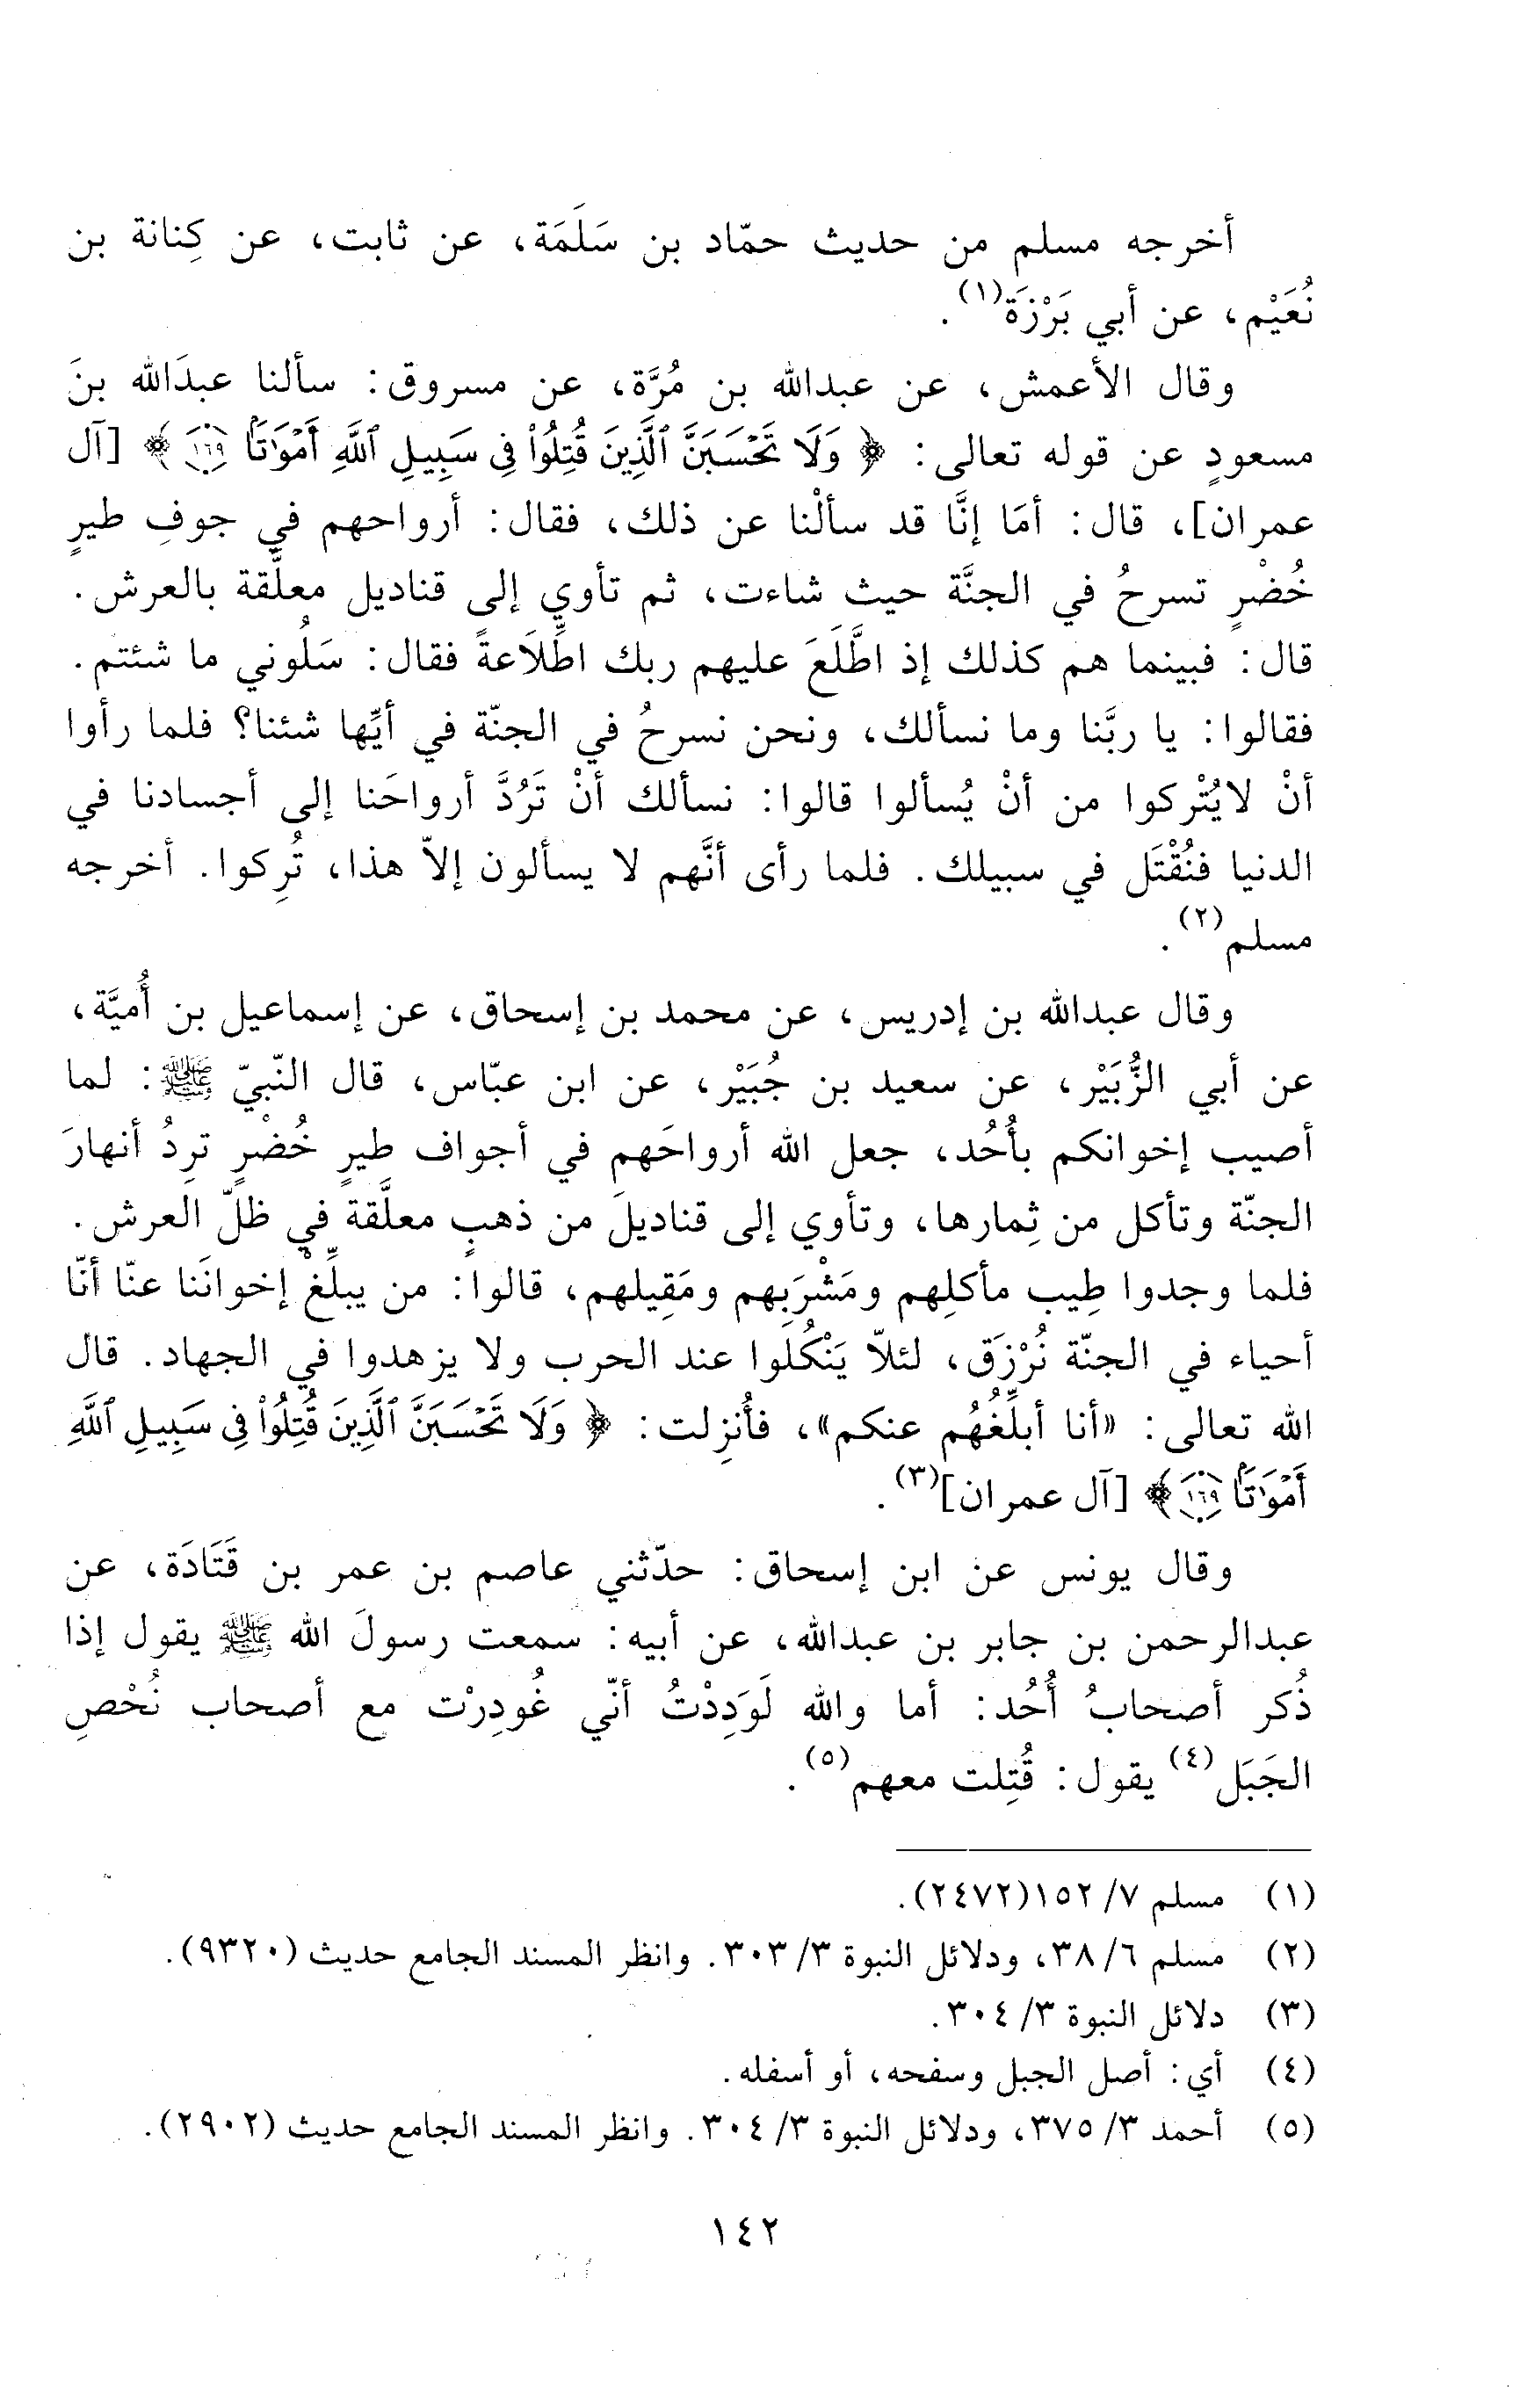 أخرجه مسلم من حديث حمّاد بن سَلَمَة، عن ثابت، عن كِنانة بن
نُعَيْم، عن أبي بَرْزَة(١).
وقال الأعمش، عن عبدالله بن مُرَّة، عن مسروق: سألنا عبدَالله بنَ
مسعودٍ عن قوله تعالى: ﴿ وَلَا تَحْسَبَنَّ ٱلَّذِينَ قُتِلُوا۟ فِى سَبِيلِ ٱللَّهِ أَمْوَٰتًۢا ١٦٩ ﴾ [آل
عمران]، قال: أمَا إنَّا قد سألْنا عن ذلك، فقال: أرواحهم في جوفِ طيرٍ
خُضْرٍ تسرحُ في الجنَّة حيث شاءت، ثم تأوي إلى قناديل معلَّقة بالعرش.
قال: فبينما هم كذلك إذ اطَّلَعَ عليهم ربك اطِّلَاعةً فقال: سَلُوني ما شئتم.
فقالوا: يا ربَّنا وما نسألك، ونحن نسرحُ في الجنّة في أيِّها شئنا؟ فلما رأوا
أنْ لايُتْركوا من أنْ يُسألوا قالوا: نسألك أنْ تَرُدَّ أرواحَنا إلى أجسادنا في
الدنيا فنُقْتَل في سبيلك. فلما رأى أنَّهم لا يسألون إلاّ هذا، تُرِكوا. أخرجه
مسلم(٢).
وقال عبدالله بن إدريس، عن محمد بن إسحاق، عن إسماعيل بن أُميَّة،
عن أبي الزُّبَيْر، عن سعيد بن جُبَيْر، عن ابن عبّاس، قال النّبيّ ﷺ: لما
أصيب إخوانكم بأُحُد، جعل الله أرواحَهم في أجواف طيرٍ خُضْرٍ ترِدُ أنهارَ
الجنّة وتأكل من ثِمارها، وتأوي إلى قناديلَ من ذهبٍ معلَّقة في ظلّ العرش.
فلما وجدوا طِيب مأكلِهم ومَشْرَبِهم ومَقِيلهم، قالوا: من يبلِّغْ إخوانَنا عنّا أنّا
أحياء في الجنّة نُرْزَق، لئلاّ يَنْكُلوا عند الحرب ولا يزهدوا في الجهاد. قال
الله تعالى: «أنا أبلِّغُهُم عنكم»، فأُنزِلت: ﴿ وَلَا تَحْسَبَنَّ ٱلَّذِينَ قُتِلُوا۟ فِى سَبِيلِ ٱللَّهِ
أَمْوَٰتًۢا ١٦٩ ﴾ [آل عمران](٣).
وقال يونس عن ابن إسحاق: حدّثني عاصم بن عمر بن قَتَادَة، عن
عبدالرحمن بن جابر بن عبدالله، عن أبيه: سمعت رسولَ الله ﷺ يقول إذا
ذُكر أصحابُ أُحُد: أما والله لَوَدِدْتُ أنّي غُودِرْت مع أصحاب نُحْصِ
الجَبَل(٤) يقول: قُتِلت معهم(٥).
(١) مسلم ٧/ ١٥٢(٢٤٧٢).
(٢) مسلم ٦/ ٣٨، ودلائل النبوة ٣/ ٣٠٣. وانظر المسند الجامع حديث (٩٣٢٠).
(٣) دلائل النبوة ٣/ ٣٠٤.
(٤) أي: أصل الجبل وسفحه، أو أسفله.
(٥) أحمد ٣/ ٣٧٥، ودلائل النبوة ٣/ ٣٠٤. وانظر المسند الجامع حديث (٢٩٠٢).
١٤٢